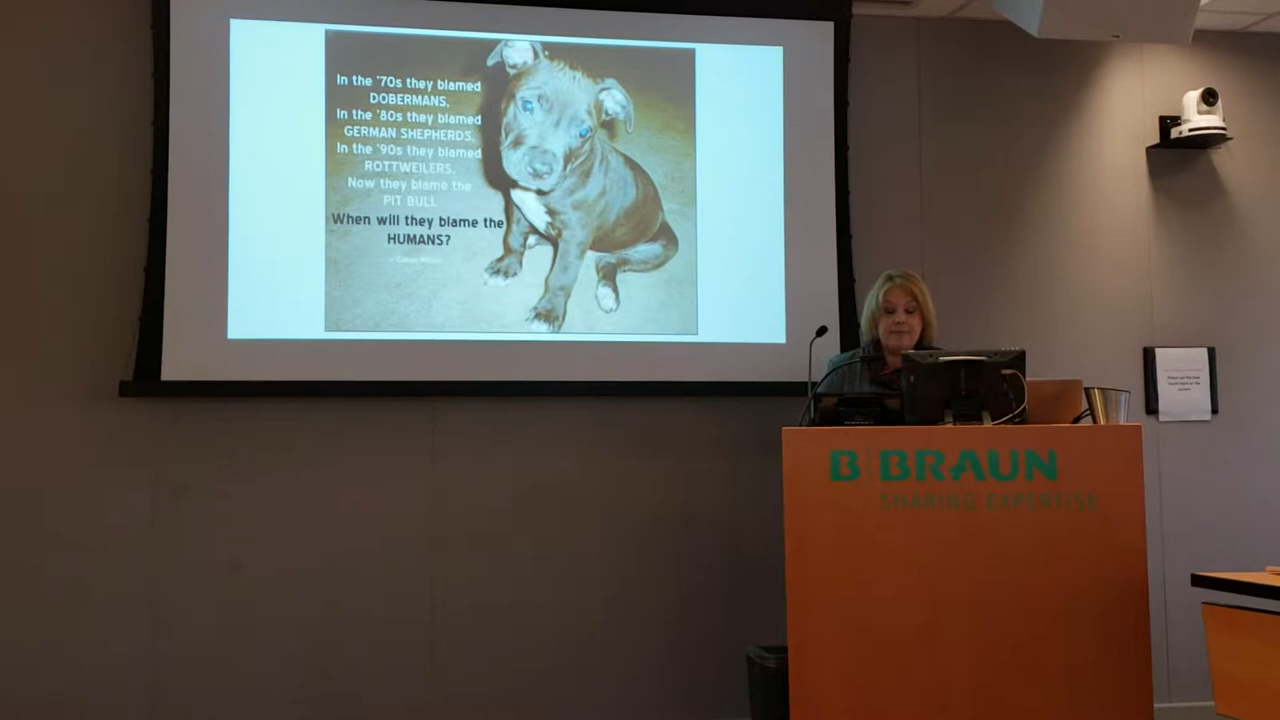 In the '70s they blamed
DOBERMANS.
In the '80s they blamed
GERMAN SHEPHERDS.
In the '90s they blamed
ROTTWEILERS.
Now they blame the
PIT BULL
When will they blame the
HUMANS?
B BRAUN
SHARING EXPERTISE